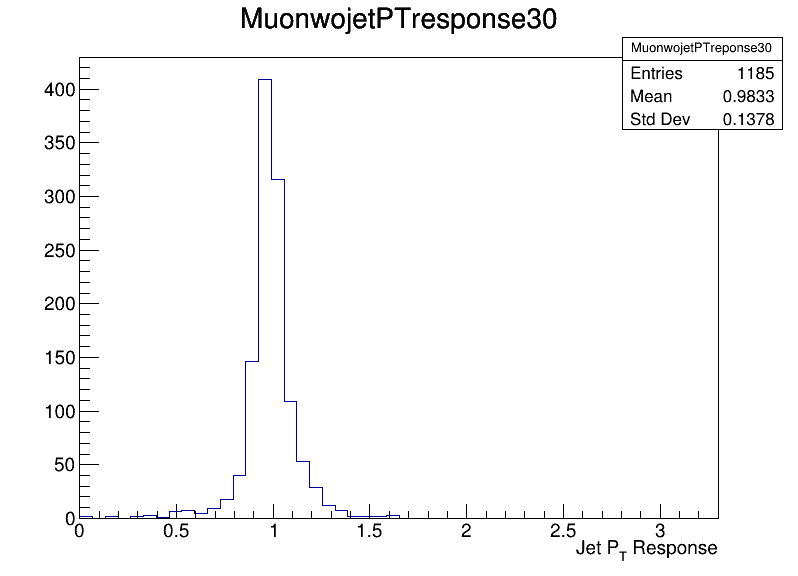 MuonwojetPTresponse30
MuonwojetPTreponse30
Entries 1185
Mean 0.9833
Std Dev 0.1378
400
350
300
250
200
150
100
50
0
0 0.5 1 1.5 2 2.5 3
Jet P_T Response